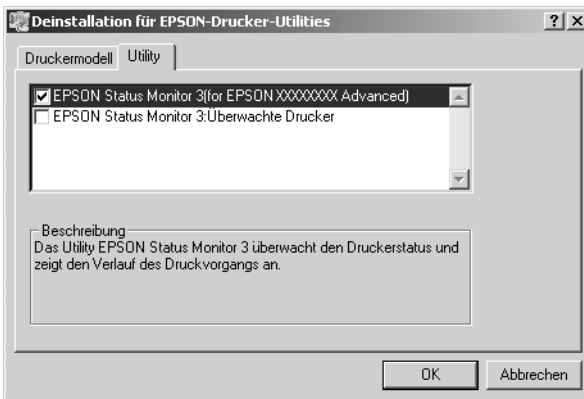 Deinstallation für EPSON-Drucker-Utilities
Druckermodell Utility
EPSON Status Monitor 3(for EPSON XXXXXXXX Advanced)
EPSON Status Monitor 3:Überwachte Drucker
Beschreibung
Das Utility EPSON Status Monitor 3 überwacht den Druckerstatus und
zeigt den Verlauf des Druckvorgangs an.
OK Abbrechen